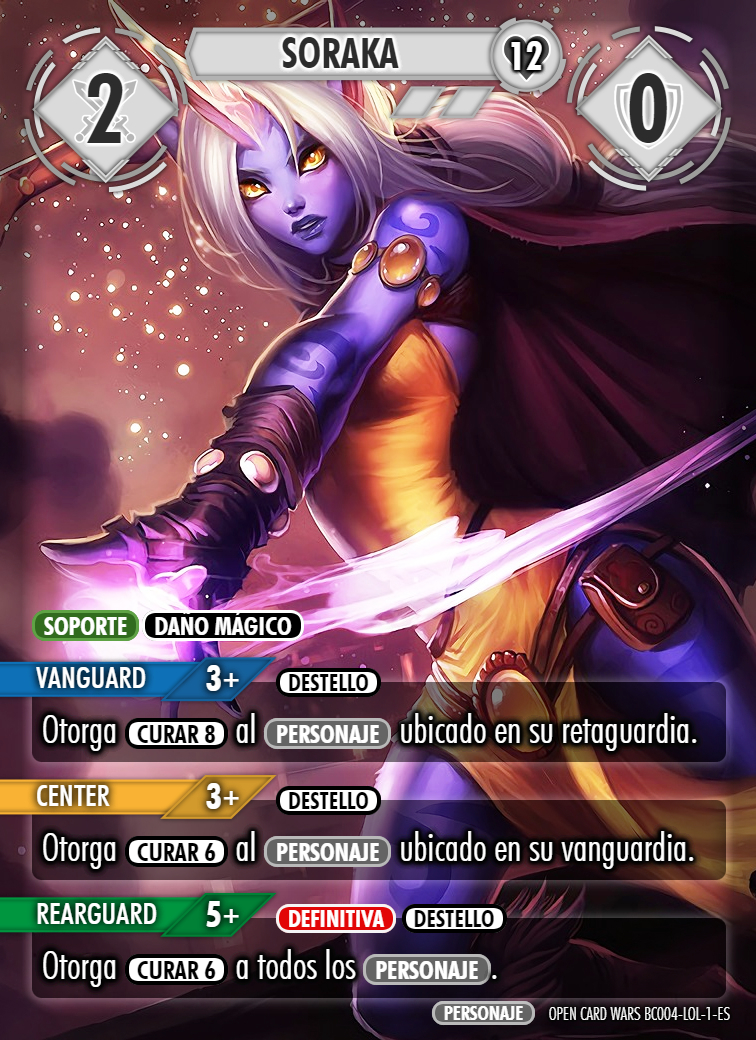 2
SORAKA
12
0
SOPORTE DAÑO MÁGICO
VANGUARD 3+ DESTELLO
Otorga CURAR 8 al PERSONAJE ubicado en su retaguardia.
CENTER 3+ DESTELLO
Otorga CURAR 6 al PERSONAJE ubicado en su vanguardia.
REARGUARD 5+ DEFINITIVA DESTELLO
Otorga CURAR 6 a todos los PERSONAJE.
PERSONAJE OPEN CARD WARS BC004-LOL-1-ES